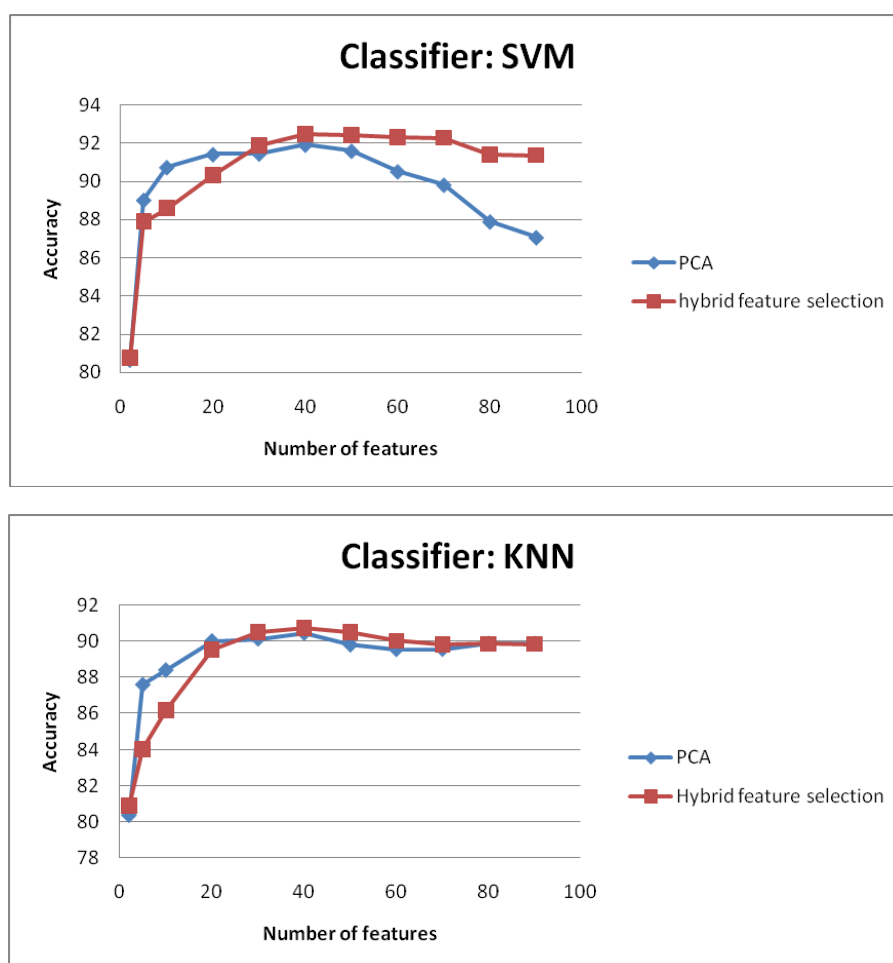 Classifier: SVM
94
92
90
88
86
84
82
80
Accuracy
0 20 40 60 80 100
Number of features
PCA
hybrid feature selection
Classifier: KNN
92
90
88
86
84
82
80
78
Accuracy
0 20 40 60 80 100
Number of features
PCA
Hybrid feature selection